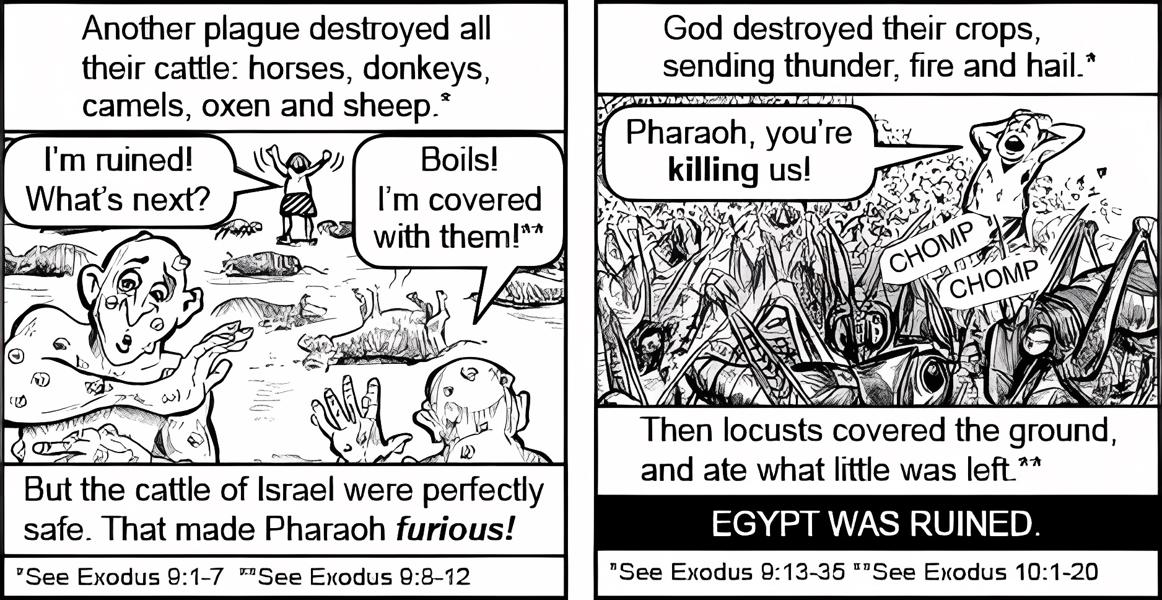 Another plague destroyed all
their cattle: horses, donkeys,
camels, oxen and sheep.*
I'm ruined!
What's next?
Boils!
I'm covered
with them!**
But the cattle of Israel were perfectly
safe. That made Pharaoh furious!
*See Exodus 9:1-7 **See Exodus 9:8-12
God destroyed their crops,
sending thunder, fire and hail.*
Pharaoh, you're
killing us!
CHOMP
CHOMP
Then locusts covered the ground,
and ate what little was left.**
EGYPT WAS RUINED.
*See Exodus 9:13-35 **See Exodus 10:1-20